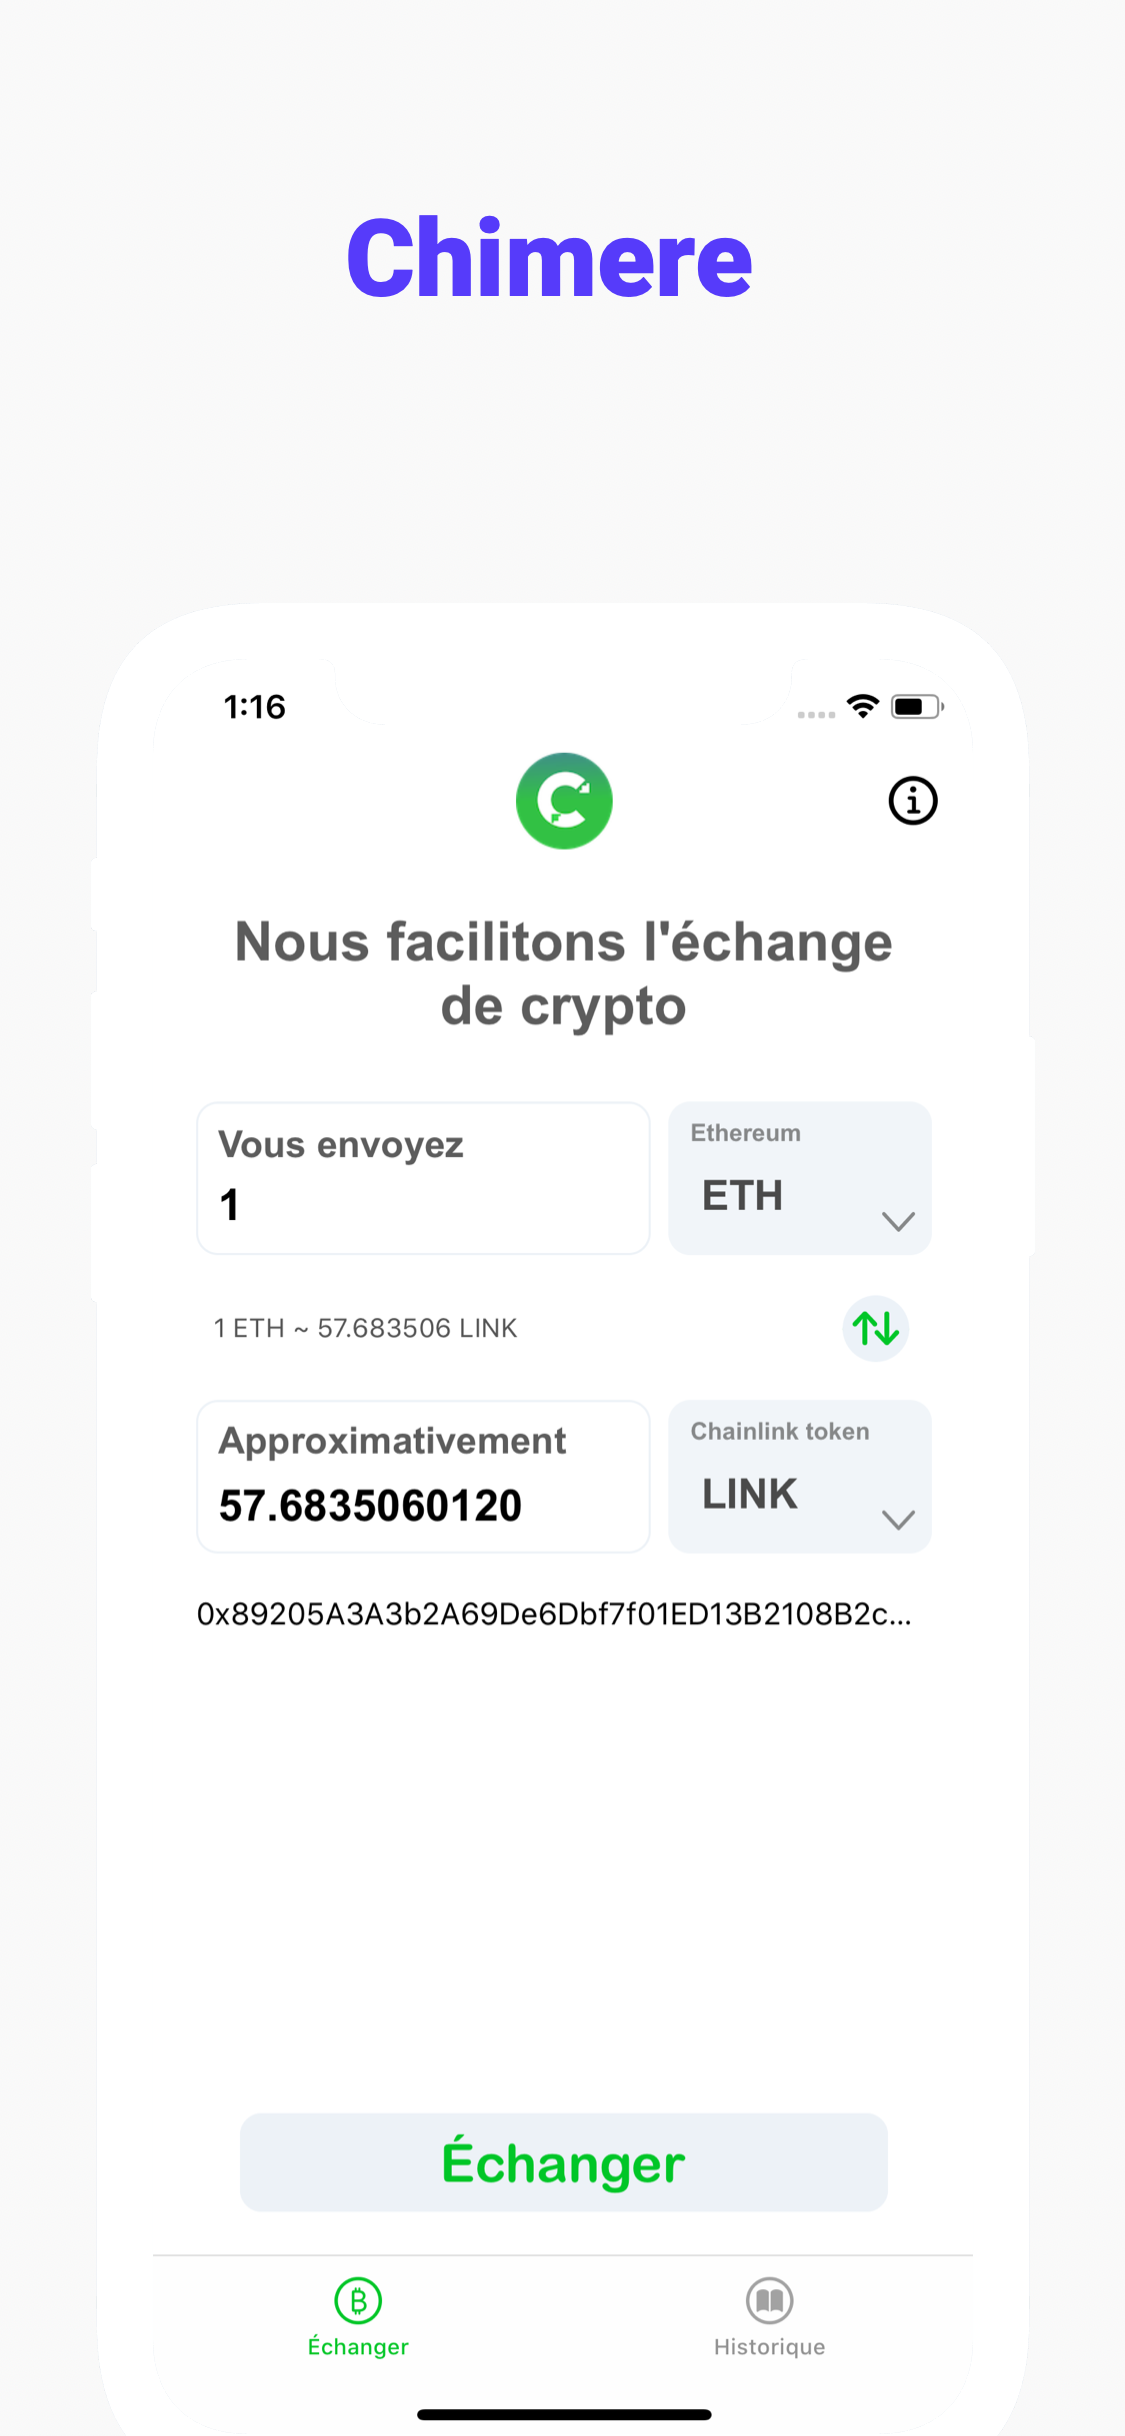 Chimere
1:16
Nous facilitons l'échange
de crypto
Vous envoyez
1
Ethereum
ETH
1 ETH ~ 57.683506 LINK
Approximativement
57.6835060120
Chainlink token
LINK
0x89205A3A3b2A69De6Dbf7f01ED13B2108B2c...
Échanger
Échanger
Historique